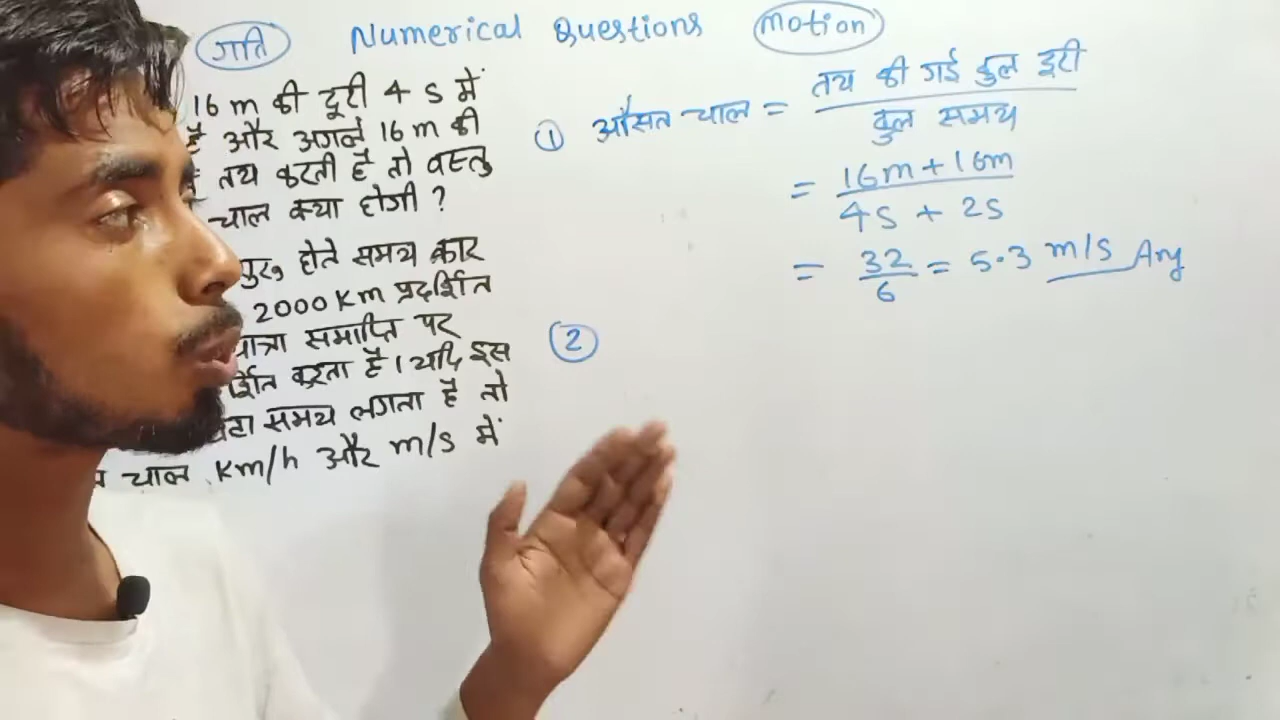 गति Numerical Questions motion
16 m की दूरी 4 s में
है और अगले 16 m की
तय करती है तो वस्तु
चाल क्या होगी ?
होते समय कार
2000 Km प्रदर्शित
यात्रा समाप्ति पर
करता है। यदि इस
समय लगता है तो
चाल Km/h और m/s में
① औसत चाल = तय की गई कुल दूरी
कुल समय
= 16m + 16m
4s + 2s
= 32
6
= 5.3 m/s Ans
②